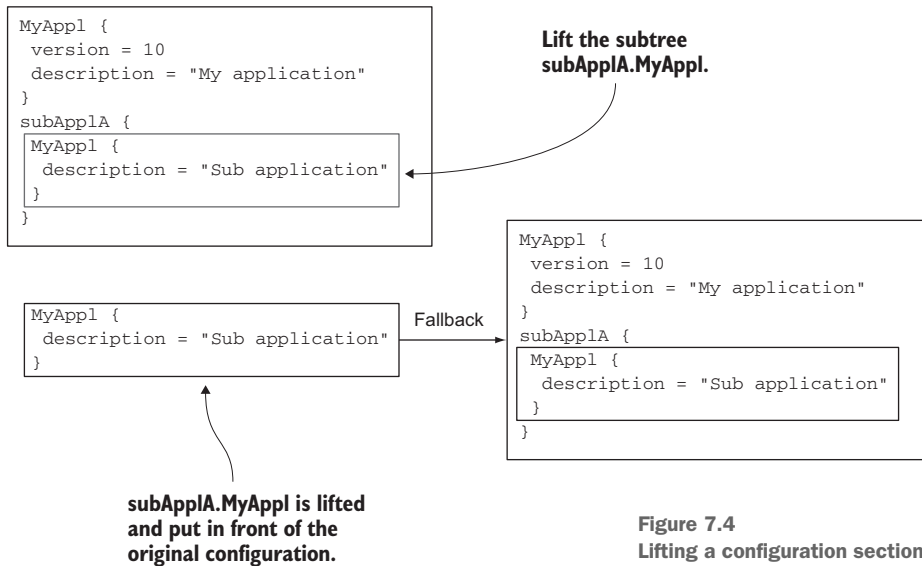 MyAppl {
version = 10
description = "My application"
}
subApplA {
MyAppl {
description = "Sub application"
}
}
Lift the subtree
subApplA.MyAppl.
MyAppl {
description = "Sub application"
}
Fallback
MyAppl {
version = 10
description = "My application"
}
subApplA {
MyAppl {
description = "Sub application"
}
}
subApplA.MyAppl is lifted
and put in front of the
original configuration.
Figure 7.4
Lifting a configuration section